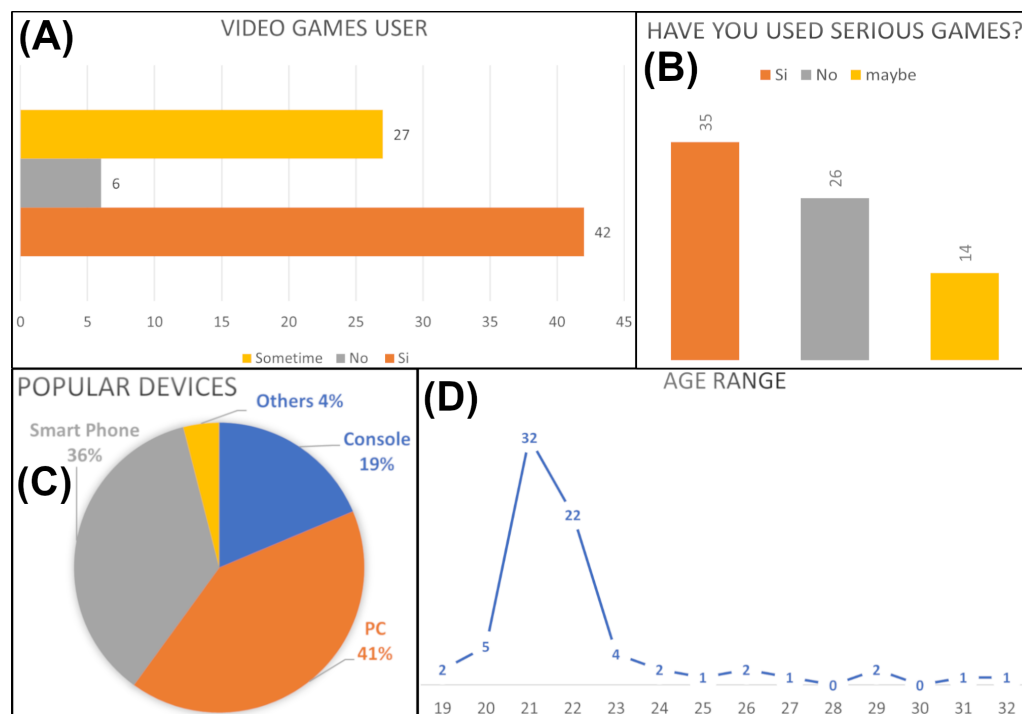 (A)
VIDEO GAMES USER
27
6
42
0 5 10 15 20 25 30 35 40 45
Sometime No Si
HAVE YOU USED SERIOUS GAMES?
(B)
Si No maybe
35
26
14
POPULAR DEVICES
(C)
Others 4%
Console
19%
Smart Phone
36%
PC
41%
(D)
AGE RANGE
2 5 32 22 4 2 1 2 1 0 2 0 1 1
19 20 21 22 23 24 25 26 27 28 29 30 31 32